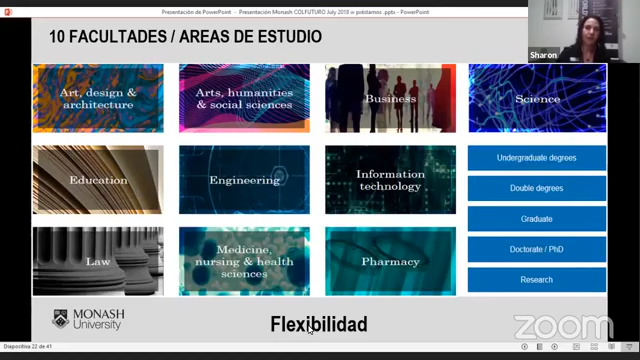 Presentación de PowerPoint - Presentación Monash COLFUTURO July 2018 w préstamos .pptx - PowerPoint
Sharon
10 FACULTADES / AREAS DE ESTUDIO
Art, design &
architecture
Arts, humanities
& social sciences
Business
Science
Education
Engineering
Information
technology
Undergraduate degrees
Double degrees
Graduate
Doctorate / PhD
Research
Law
Medicine,
nursing & health
sciences
Pharmacy
MONASH
University
Flexibilidad
zoom
Diapositiva 22 de 41